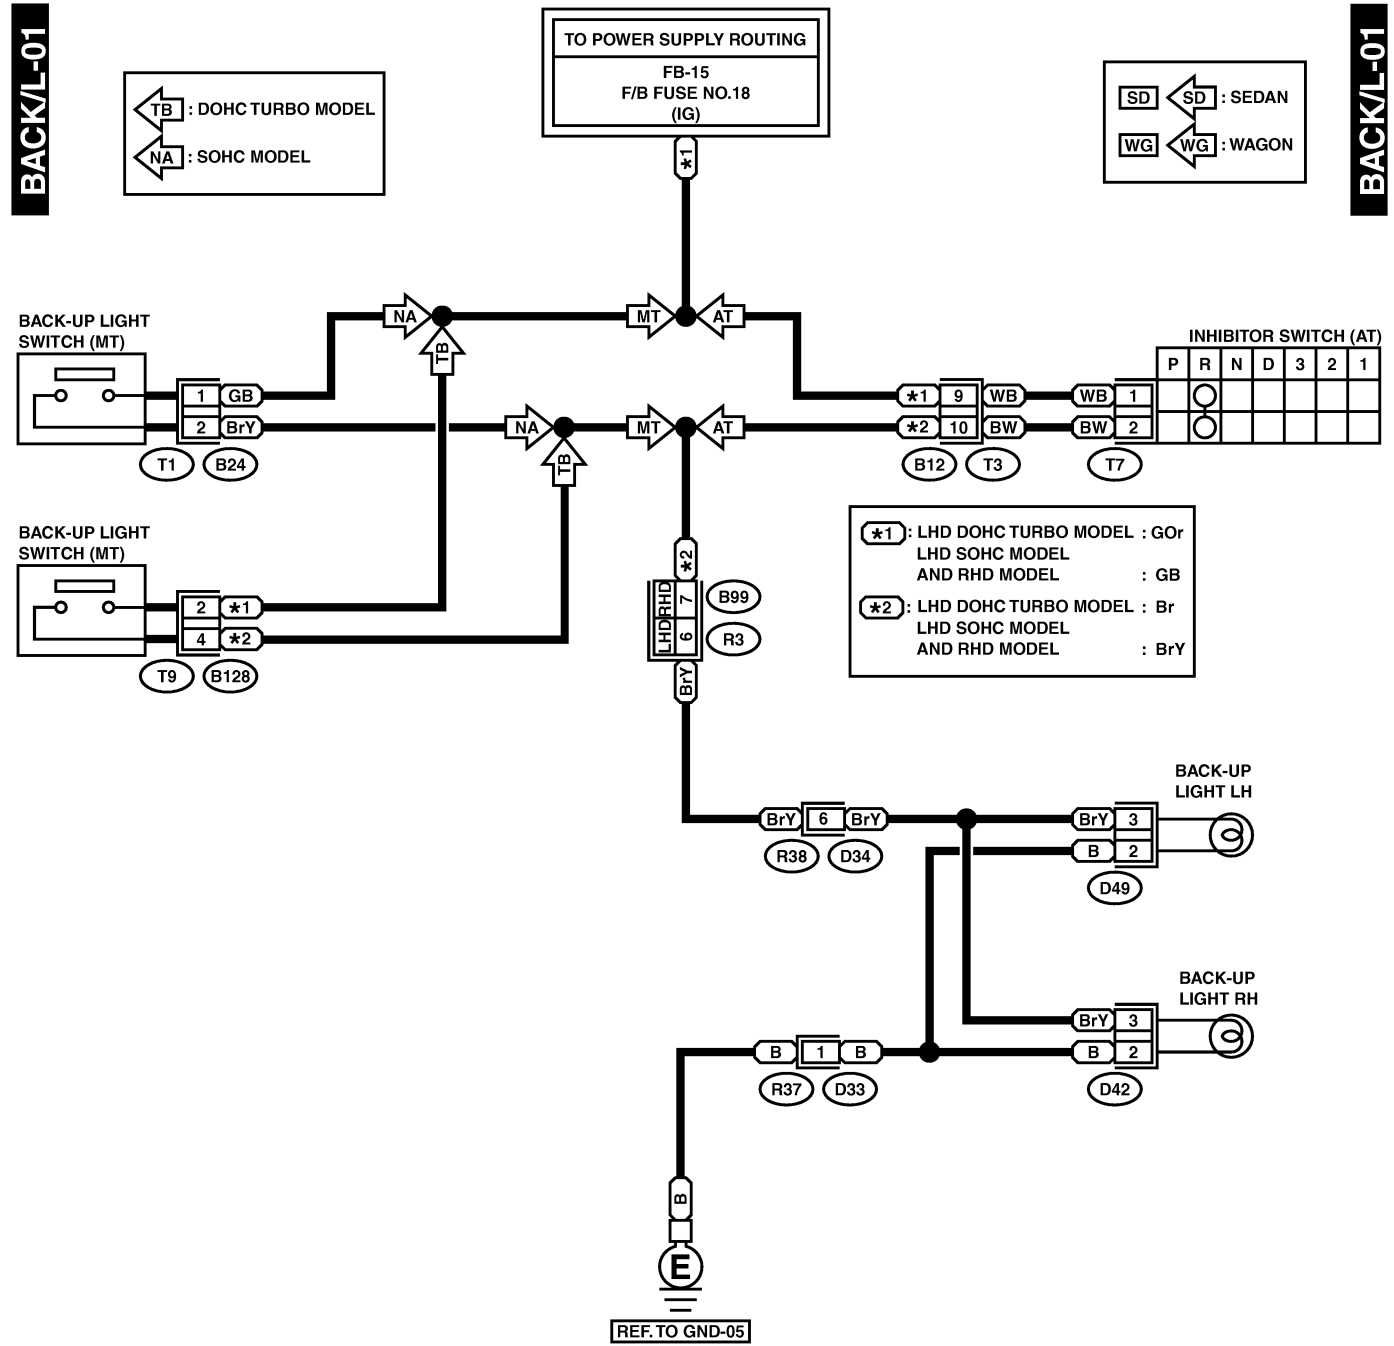 BACK/L-01
BACK/L-01
TO POWER SUPPLY ROUTING
FB-15
F/B FUSE NO.18
(IG)
TB : DOHC TURBO MODEL
NA : SOHC MODEL
SD SD : SEDAN
WG WG : WAGON
*1
NA
MT
AT
TB
BACK-UP LIGHT
SWITCH (MT)
1 GB
2 BrY
T1 B24
NA
MT
AT
TB
INHIBITOR SWITCH (AT)
P R N D 3 2 1
*1 9 WB WB 1
*2 10 BW BW 2
B12 T3 T7
BACK-UP LIGHT
SWITCH (MT)
2 *1
4 *2
T9 B128
*2
RHD 7
LHD 6
B99
R3
BrY
*1 : LHD DOHC TURBO MODEL : GOr
LHD SOHC MODEL
AND RHD MODEL : GB
*2 : LHD DOHC TURBO MODEL : Br
LHD SOHC MODEL
AND RHD MODEL : BrY
BACK-UP
LIGHT LH
BrY 6 BrY
R38 D34
BrY 3
B 2
D49
BACK-UP
LIGHT RH
BrY 3
B 2
D42
B 1 B
R37 D33
B
E
REF. TO GND-05